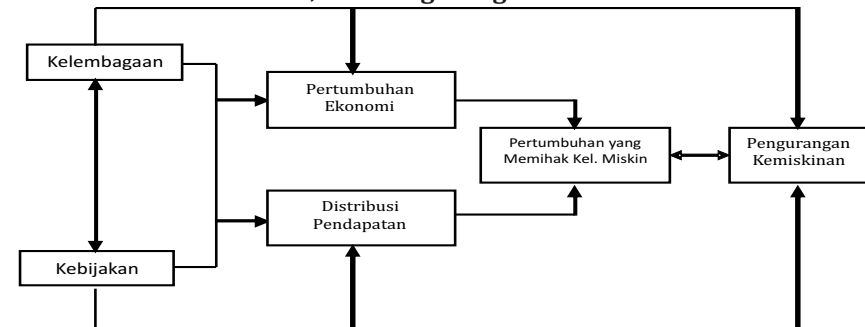 Kelembagaan
Pertumbuhan
Ekonomi
Pertumbuhan yang
Memihak Kel. Miskin
Pengurangan
Kemiskinan
Distribusi
Pendapatan
Kebijakan